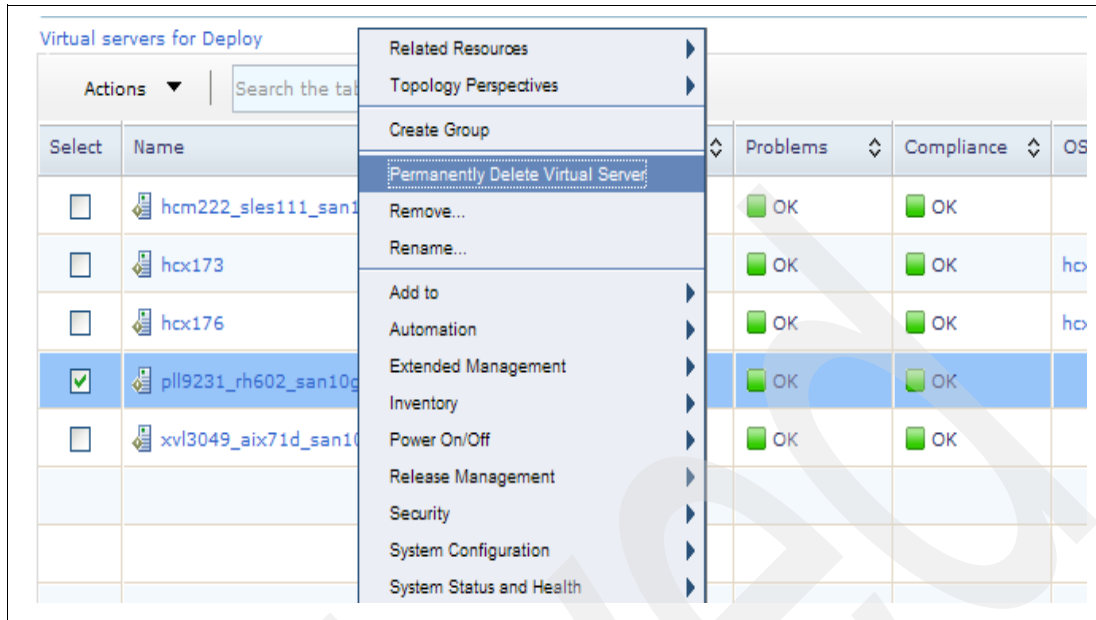 Virtual servers for Deploy
Actions Search the tab
Select Name Problems Compliance OS
hcm222_sles111_san1 OK OK
hcx173 OK OK hcx
hcx176 OK OK hcx
pll9231_rh602_san10g OK OK
xvl3049_aix71d_san10 OK OK
Related Resources
Topology Perspectives
Create Group
Permanently Delete Virtual Server
Remove...
Rename...
Add to
Automation
Extended Management
Inventory
Power On/Off
Release Management
Security
System Configuration
System Status and Health